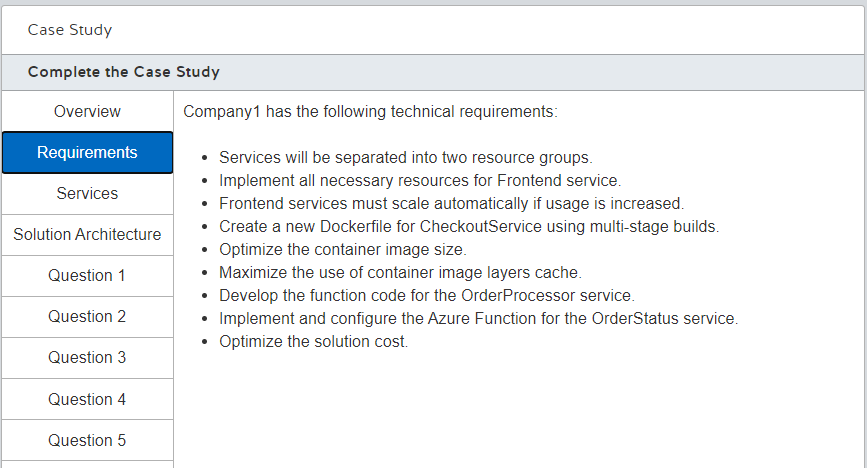 Case Study
Complete the Case Study
Overview
Requirements
Services
Solution Architecture
Question 1
Question 2
Question 3
Question 4
Question 5
Company1 has the following technical requirements:
• Services will be separated into two resource groups.
• Implement all necessary resources for Frontend service.
• Frontend services must scale automatically if usage is increased.
• Create a new Dockerfile for CheckoutService using multi-stage builds.
• Optimize the container image size.
• Maximize the use of container image layers cache.
• Develop the function code for the OrderProcessor service.
• Implement and configure the Azure Function for the OrderStatus service.
• Optimize the solution cost.